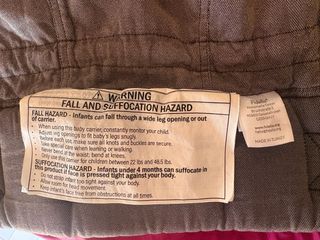 WARNING
FALL AND SUFFOCATION HAZARD
FALL HAZARD - Infants can fall through a wide leg opening or out
of carrier.
• When using this baby carrier, constantly monitor your child.
• Adjust leg openings to fit baby's legs snugly.
• Before each use, make sure all knots and buckles are secure.
• Take special care when leaning or walking.
• Never bend at the waist; bend at knees.
• Only use this carrier for children between 22 lbs and 48.5 lbs.
SUFFOCATION HAZARD - Infants under 4 months can suffocate in
this product if face is pressed tight against your body.
• Do not strap infant too tight against your body.
• Keep room for head movement.
• Keep infant's face free from obstructions at all times.
MADE IN TURKEY